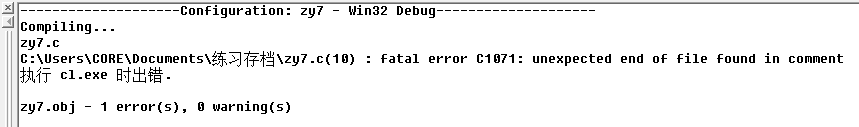 --------------------Configuration: zy7 - Win32 Debug--------------------
Compiling...
zy7.c
C:\Users\CORE\Documents\练习存档\zy7.c(10) : fatal error C1071: unexpected end of file found in comment
执行 cl.exe 时出错.
zy7.obj - 1 error(s), 0 warning(s)